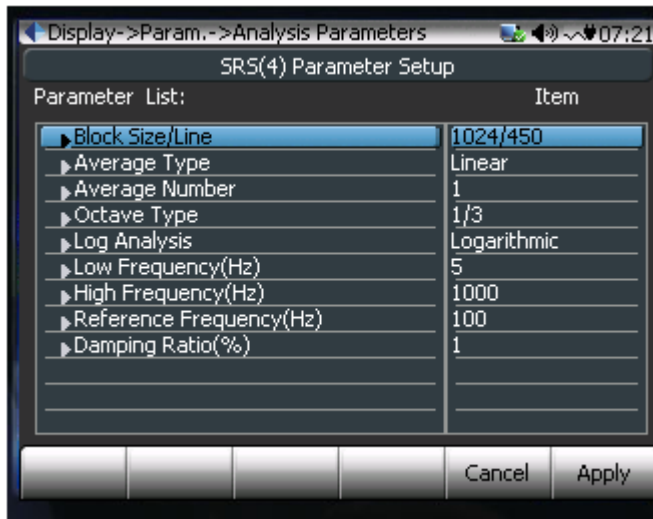 Display->Param.->Analysis Parameters 07:21
SRS(4) Parameter Setup
Parameter List: Item
Block Size/Line 1024/450
Average Type Linear
Average Number 1
Octave Type 1/3
Log Analysis Logarithmic
Low Frequency(Hz) 5
High Frequency(Hz) 1000
Reference Frequency(Hz) 100
Damping Ratio(%) 1
Cancel Apply